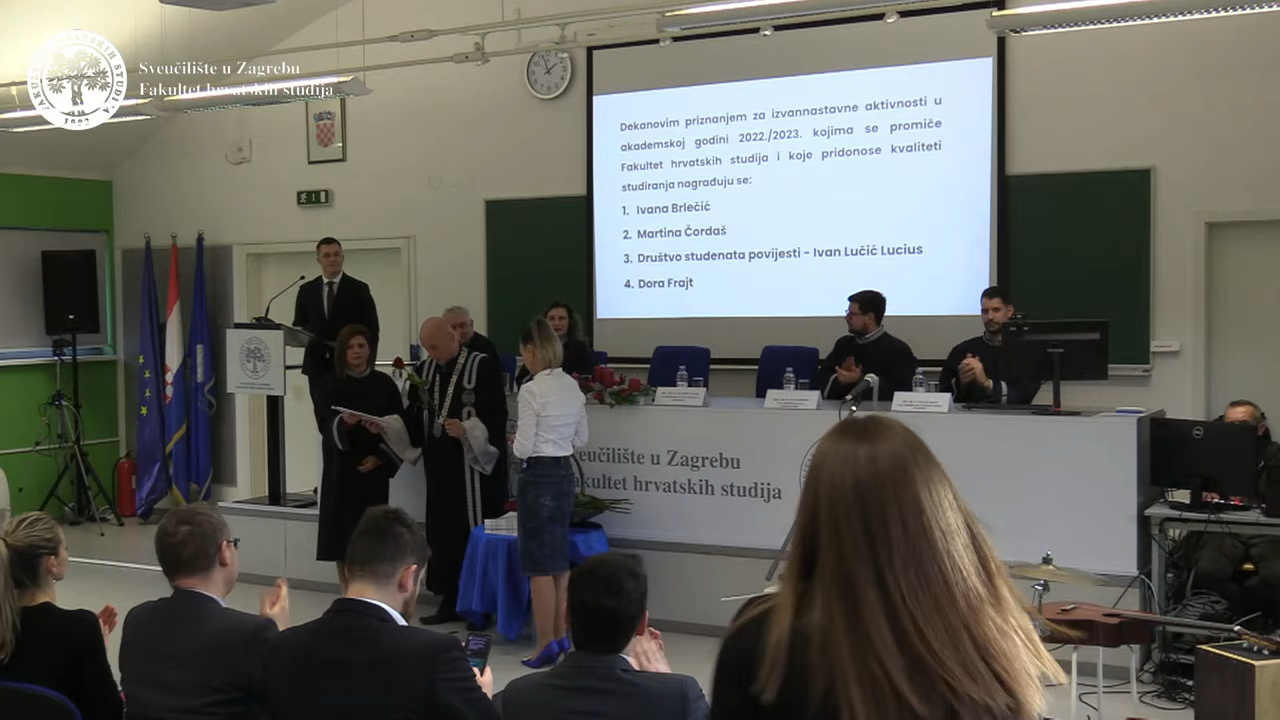 Sveučilište u Zagrebu
Fakultet hrvatskih studija
1992
Dekanovim priznanjem za izvannastavne aktivnosti u
akademskoj godini 2022./2023. kojima se promiče
Fakultet hrvatskih studija i koje pridonose kvaliteti
studiranja nagrađuju se:
1. Ivana Brlečić
2. Martina Čordaš
3. Društvo studenata povijesti - Ivan Lučić Lucius
4. Dora Frajt
Sveučilište u Zagrebu
Fakultet hrvatskih studija
DELL